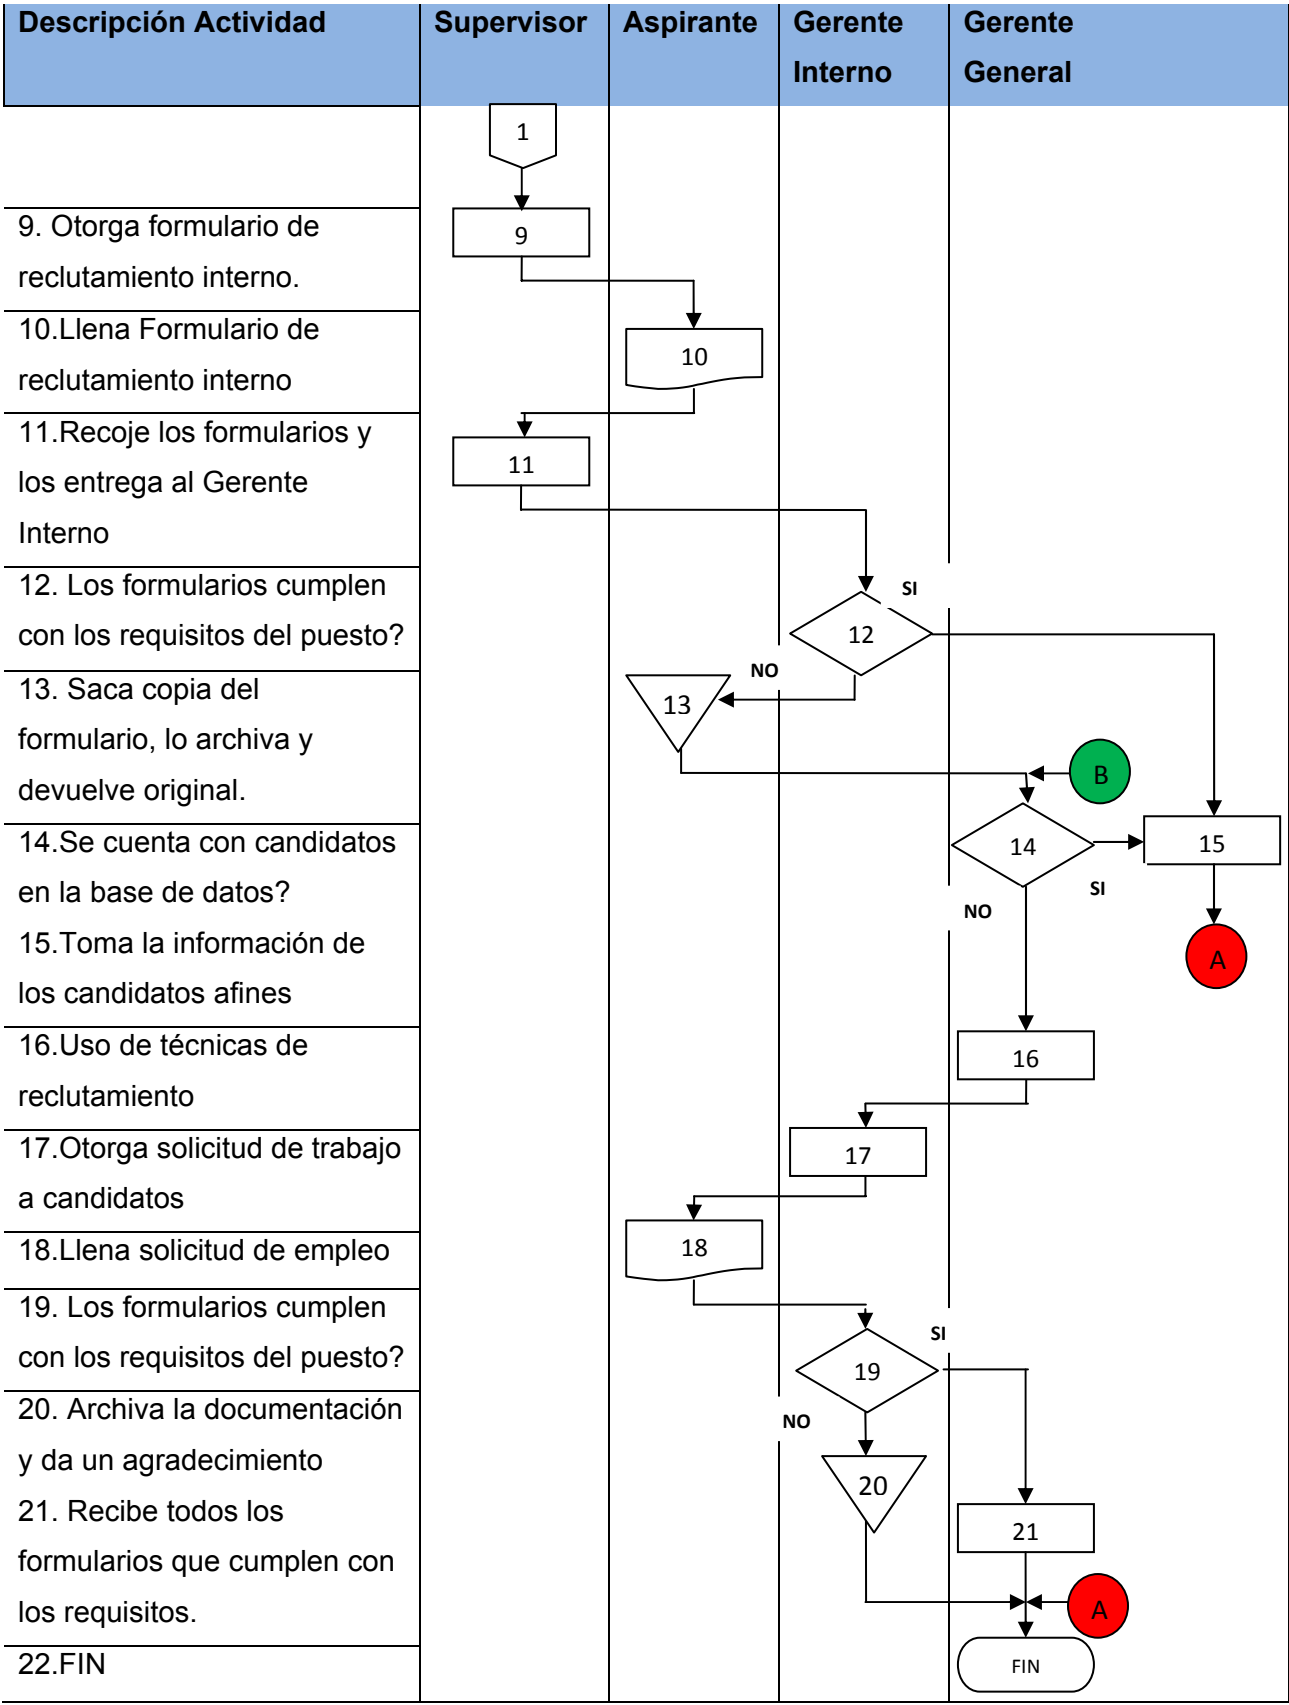 Descripción Actividad
Supervisor
Aspirante
Gerente
Interno
Gerente
General
1
9. Otorga formulario de
reclutamiento interno.
9
10.Llena Formulario de
reclutamiento interno
10
11.Recoje los formularios y
los entrega al Gerente
Interno
11
12. Los formularios cumplen
con los requisitos del puesto?
SI
12
NO
13. Saca copia del
formulario, lo archiva y
devuelve original.
13
B
14.Se cuenta con candidatos
en la base de datos?
14
15
SI
NO
15.Toma la información de
los candidatos afines
A
16.Uso de técnicas de
reclutamiento
16
17.Otorga solicitud de trabajo
a candidatos
17
18.Llena solicitud de empleo
18
19. Los formularios cumplen
con los requisitos del puesto?
SI
19
NO
20. Archiva la documentación
y da un agradecimiento
20
21. Recibe todos los
formularios que cumplen con
los requisitos.
21
A
22.FIN
FIN